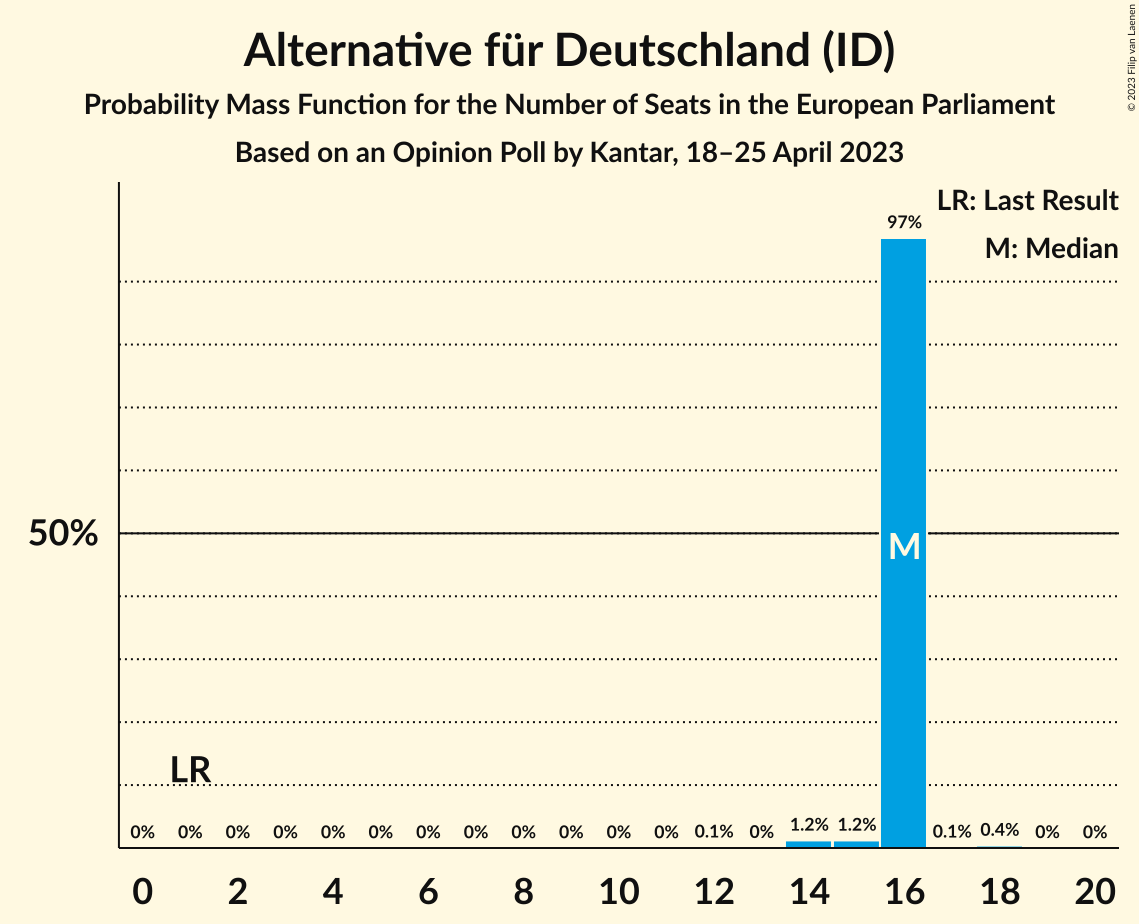 Alternative für Deutschland (ID)
Probability Mass Function for the Number of Seats in the European Parliament
Based on an Opinion Poll by Kantar, 18–25 April 2023
© 2023 Filip van Laenen
LR: Last Result
M: Median
97%
50%
M
LR
0% 0% 0% 0% 0% 0% 0% 0% 0% 0% 0% 0% 0.1% 0% 1.2% 1.2% 0.1% 0.4% 0% 0%
0 2 4 6 8 10 12 14 16 18 20